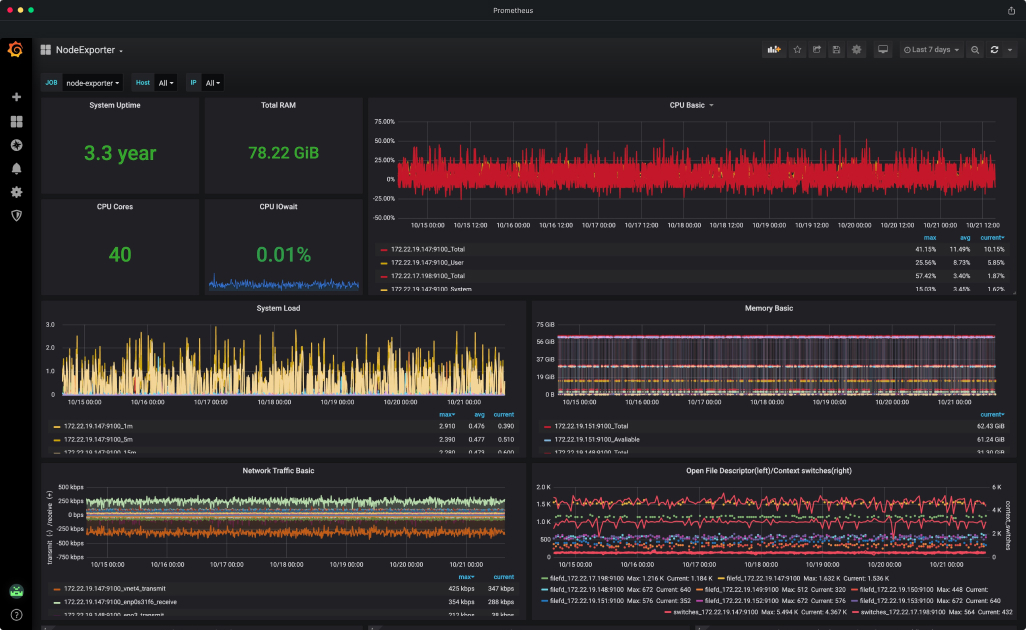 Prometheus
NodeExporter
Last 7 days
JOB node-exporter Host All IP All
System Uptime
3.3 year
Total RAM
78.22 GiB
CPU Cores
40
CPU IOwait
0.01%
CPU Basic
75.00%
50.00%
25.00%
0%
-25.00%
-50.00%
10/15 00:00 10/15 12:00 10/16 00:00 10/16 12:00 10/17 00:00 10/17 12:00 10/18 00:00 10/18 12:00 10/19 00:00 10/19 12:00 10/20 00:00 10/20 12:00 10/21 00:00 10/21 12:00
max avg current
172.22.19.147:9100_Total 41.15% 11.49% 10.15%
172.22.19.147:9100_User 25.56% 8.73% 5.85%
172.22.17.198:9100_Total 57.42% 3.40% 1.87%
172.22.19.147:9100_System 15.03% 3.45% 1.62%
System Load
3.0
2.0
1.0
0
10/15 00:00 10/16 00:00 10/17 00:00 10/18 00:00 10/19 00:00 10/20 00:00 10/21 00:00
max avg current
172.22.19.147:9100_1m 2.910 0.476 0.390
172.22.19.147:9100_5m 2.390 0.477 0.510
172.22.19.147:9100_15m 2.280 0.473 0.600
Memory Basic
75 GiB
56 GiB
37 GiB
19 GiB
0 B
10/15 00:00 10/16 00:00 10/17 00:00 10/18 00:00 10/19 00:00 10/20 00:00 10/21 00:00
current
172.22.19.151:9100_Total 62.43 GiB
172.22.19.151:9100_Avaliable 61.24 GiB
172.22.19.148:9100_Total 31.30 GiB
Network Traffic Basic
transmit (-) /receive (+)
500 kbps
250 kbps
0 bps
-250 kbps
-500 kbps
-750 kbps
10/15 00:00 10/16 00:00 10/17 00:00 10/18 00:00 10/19 00:00 10/20 00:00 10/21 00:00
max current
172.22.19.147:9100_vnet4_transmit 425 kbps 347 kbps
172.22.19.147:9100_enp0s31f6_receive 354 kbps 288 kbps
Open File Descriptor(left)/Context switches(right)
2.0 K
1.5 K
1.0 K
500
0
6 K
4 K
2 K
0
context_switches
10/15 00:00 10/16 00:00 10/17 00:00 10/18 00:00 10/19 00:00 10/20 00:00 10/21 00:00
filefd_172.22.17.198:9100 Max: 1.216 K Current: 1.184 K filefd_172.22.19.147:9100 Max: 1.632 K Current: 1.536 K
filefd_172.22.19.148:9100 Max: 672 Current: 640 filefd_172.22.19.149:9100 Max: 512 Current: 320 filefd_172.22.19.150:9100 Max: 448 Current:
filefd_172.22.19.151:9100 Max: 576 Current: 352 filefd_172.22.19.152:9100 Max: 672 Current: 576 filefd_172.22.19.153:9100 Max: 672 Current: 640
switches_172.22.19.147:9100 Max: 5.494 K Current: 4.367 K switches_172.22.17.198:9100 Max: 564 Current: 432